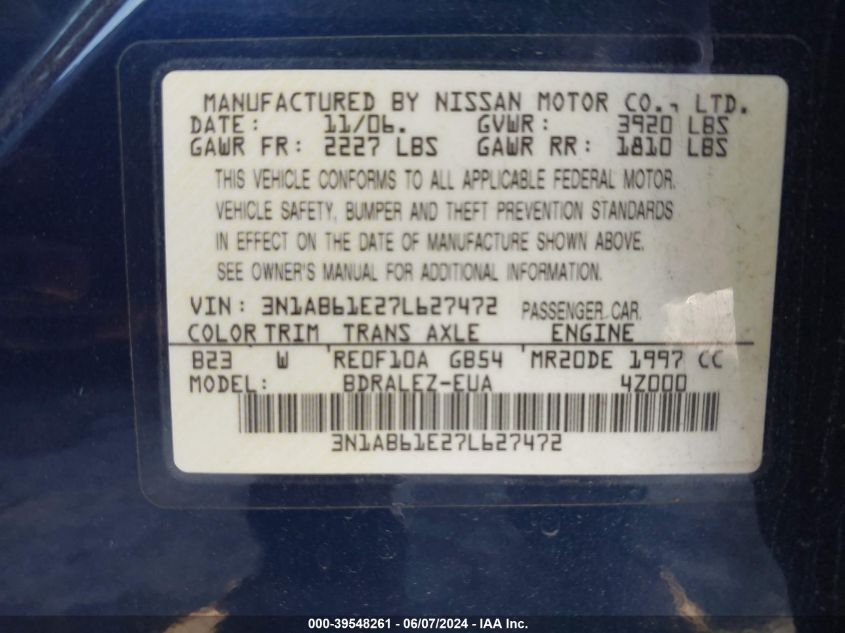 MANUFACTURED BY NISSAN MOTOR CO., LTD.
DATE: 11/06. GVWR: 3920 LBS
GAWR FR: 2227 LBS GAWR RR: 1810 LBS
THIS VEHICLE CONFORMS TO ALL APPLICABLE FEDERAL MOTOR.
VEHICLE SAFETY, BUMPER AND THEFT PREVENTION STANDARDS
IN EFFECT ON THE DATE OF MANUFACTURE SHOWN ABOVE.
SEE OWNER'S MANUAL FOR ADDITIONAL INFORMATION.
VIN: 3N1AB61E27L627472 PASSENGER CAR.
COLOR TRIM TRANS AXLE ENGINE
B23 W RE0F10A GB54 MR20DE 1997 CC
MODEL: BDRALEZ-EUA 4Z000
3N1AB61E27L627472
000-39548261 - 06/07/2024 - IAA Inc.